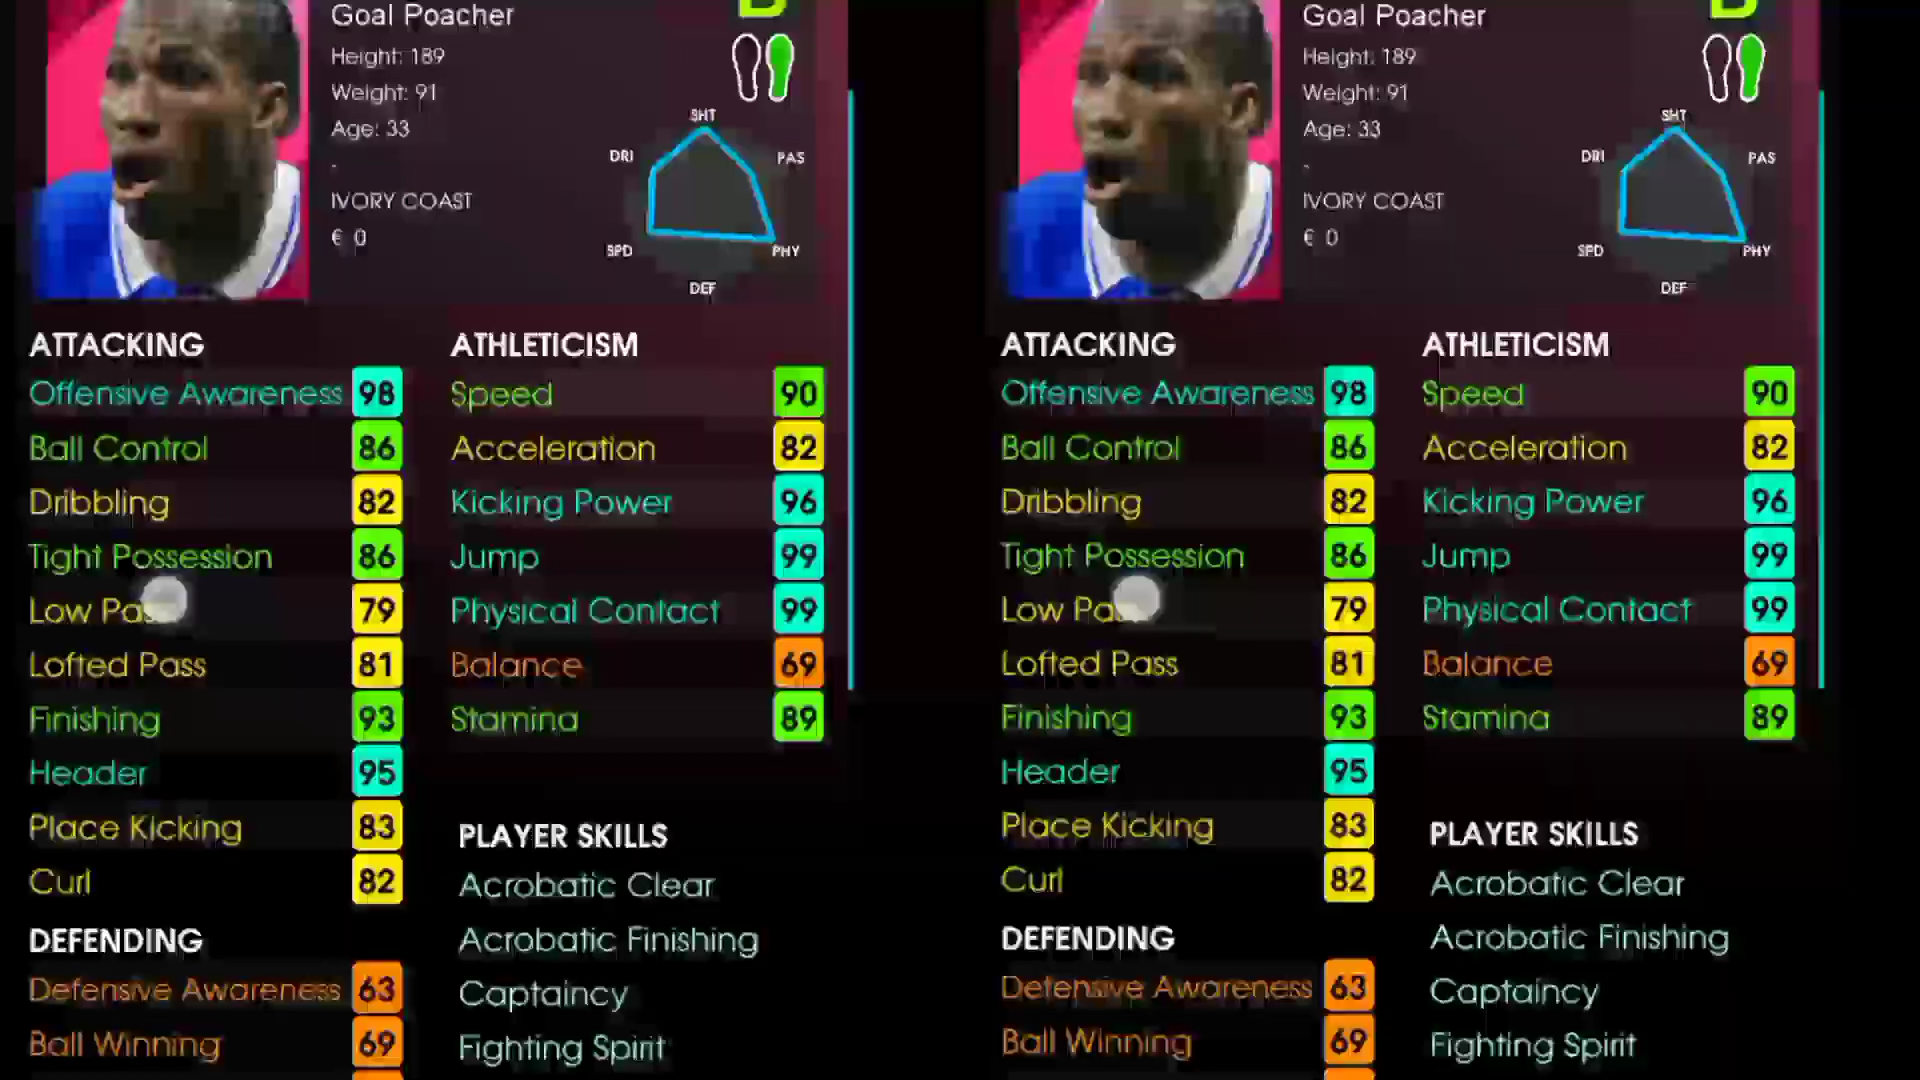 Goal Poacher
Height: 189
Weight: 91
Age: 33
-
IVORY COAST
€ 0
SHT
DRI
PAS
SPD
PHY
DEF
ATTACKING
Offensive Awareness 98
Ball Control 86
Dribbling 82
Tight Possession 86
Low Pass 79
Lofted Pass 81
Finishing 93
Header 95
Place Kicking 83
Curl 82
DEFENDING
Defensive Awareness 63
Ball Winning 69
ATHLETICISM
Speed 90
Acceleration 82
Kicking Power 96
Jump 99
Physical Contact 99
Balance 69
Stamina 89
PLAYER SKILLS
Acrobatic Clear
Acrobatic Finishing
Captaincy
Fighting Spirit
Goal Poacher
Height: 189
Weight: 91
Age: 33
-
IVORY COAST
€ 0
SHT
DRI
PAS
SPD
PHY
DEF
ATTACKING
Offensive Awareness 98
Ball Control 86
Dribbling 82
Tight Possession 86
Low Pass 79
Lofted Pass 81
Finishing 93
Header 95
Place Kicking 83
Curl 82
DEFENDING
Defensive Awareness 63
Ball Winning 69
ATHLETICISM
Speed 90
Acceleration 82
Kicking Power 96
Jump 99
Physical Contact 99
Balance 69
Stamina 89
PLAYER SKILLS
Acrobatic Clear
Acrobatic Finishing
Captaincy
Fighting Spirit